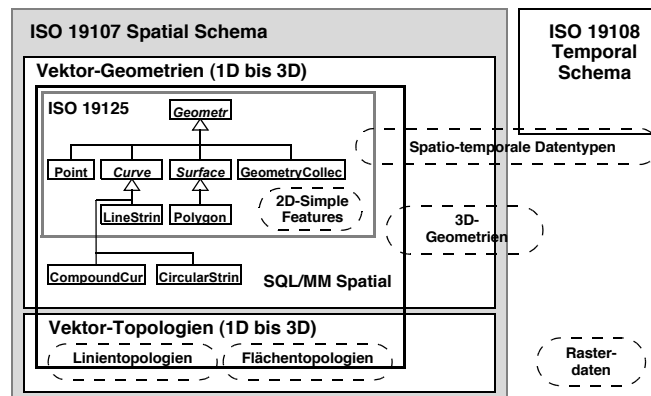 ISO 19107 Spatial Schema
ISO 19108
Temporal
Schema
Vektor-Geometrien (1D bis 3D)
ISO 19125
Geometr
Spatio-temporale Datentypen
Point
Curve
Surface
GeometryCollec
2D-Simple
Features
LineStrin
Polygon
3D-
Geometrien
CompoundCur
CircularStrin
SQL/MM Spatial
Vektor-Topologien (1D bis 3D)
Linientopologien
Flächentopologien
Raster-
daten